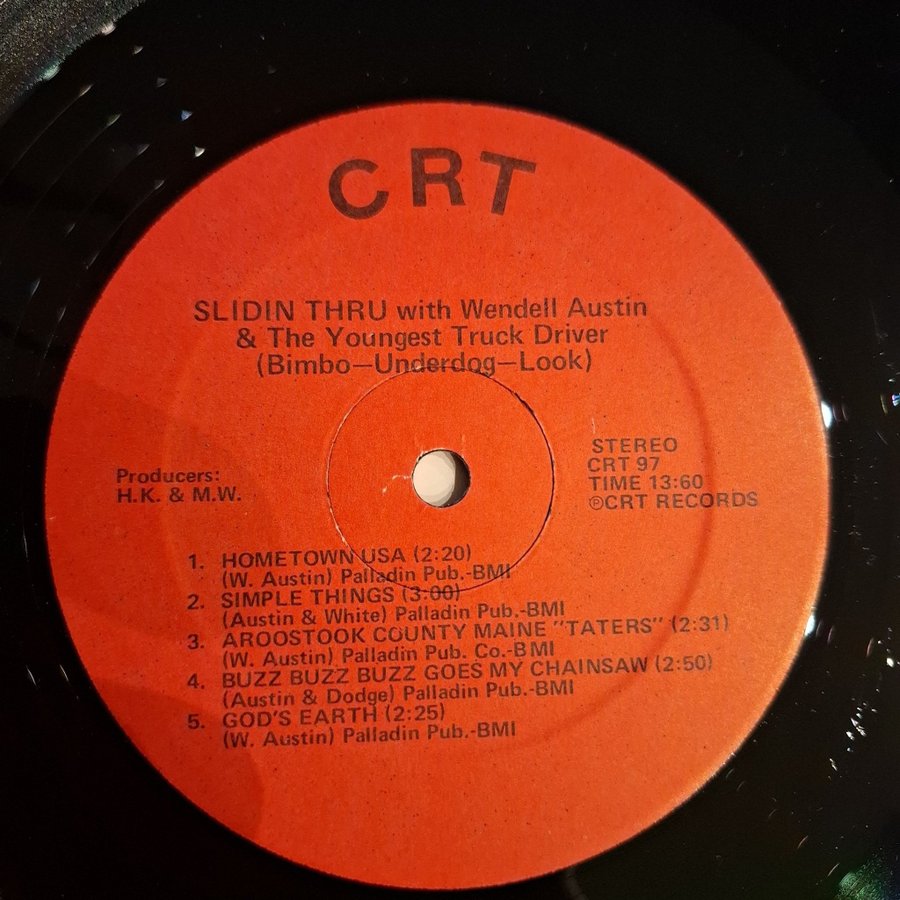 CRT
SLIDIN THRU with Wendell Austin
& The Youngest Truck Driver
(Bimbo—Underdog—Look)
Producers:
H.K. & M.W.
STEREO
CRT 97
TIME 13:60
℗CRT RECORDS
1. HOMETOWN USA (2:20)
(W. Austin) Palladin Pub.-BMI
2. SIMPLE THINGS (3:00)
(Austin & White) Palladin Pub.-BMI
3. AROOSTOOK COUNTY MAINE "TATERS" (2:31)
(W. Austin) Palladin Pub. Co.-BMI
4. BUZZ BUZZ BUZZ GOES MY CHAINSAW (2:50)
(Austin & Dodge) Palladin Pub.-BMI
5. GOD'S EARTH (2:25)
(W. Austin) Palladin Pub.-BMI